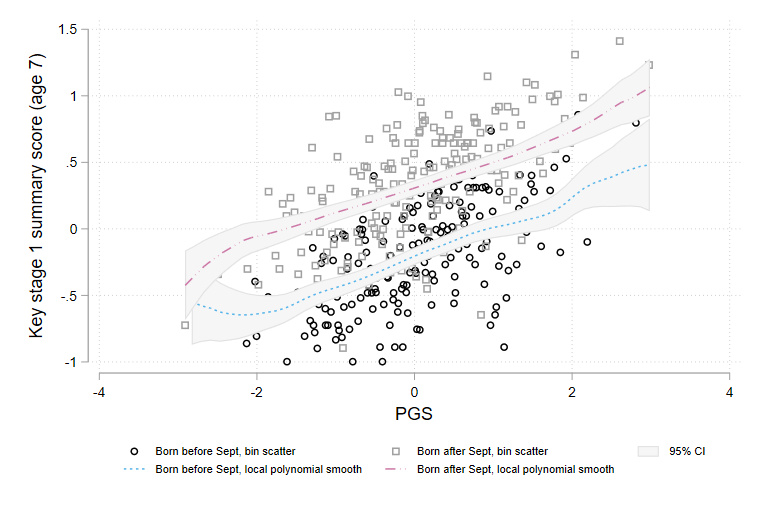 Key stage 1 summary score (age 7)
1.5
1
.5
0
-.5
-1
-4 -2 0 2 4
PGS
Born before Sept, bin scatter Born after Sept, bin scatter 95% CI
Born before Sept, local polynomial smooth Born after Sept, local polynomial smooth